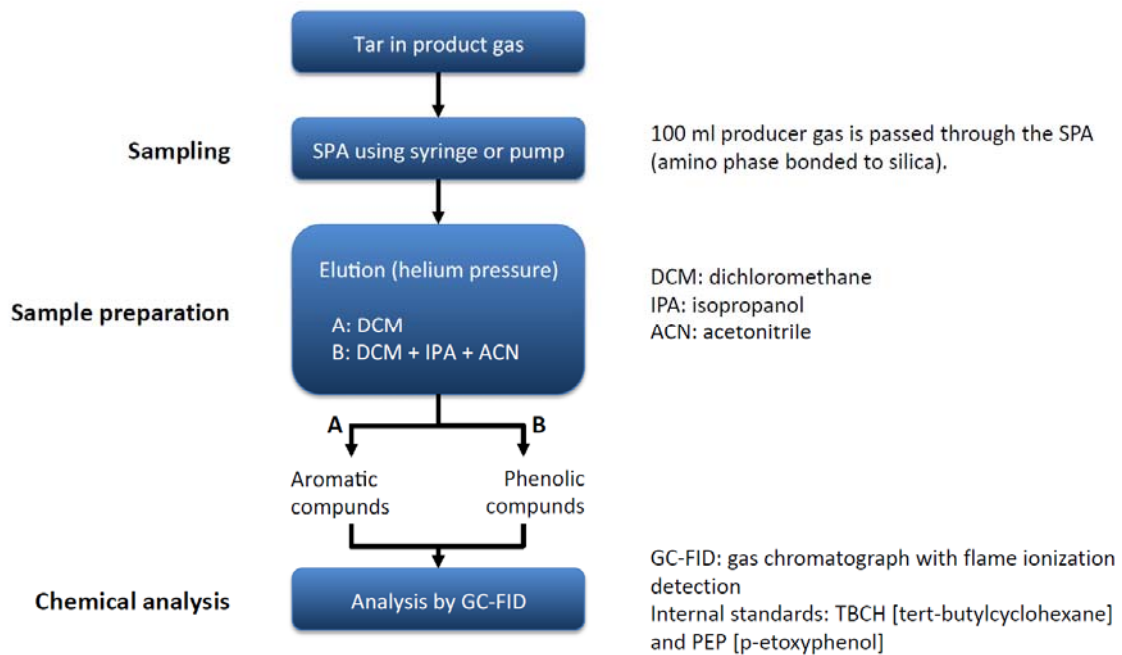 Tar in product gas
Sampling
SPA using syringe or pump
100 ml producer gas is passed through the SPA
(amino phase bonded to silica).
Sample preparation
Elution (helium pressure)
A: DCM
B: DCM + IPA + ACN
DCM: dichloromethane
IPA: isopropanol
ACN: acetonitrile
A
B
Aromatic
compunds
Phenolic
compunds
Chemical analysis
Analysis by GC-FID
GC-FID: gas chromatograph with flame ionization
detection
Internal standards: TBCH [tert-butylcyclohexane]
and PEP [p-etoxyphenol]